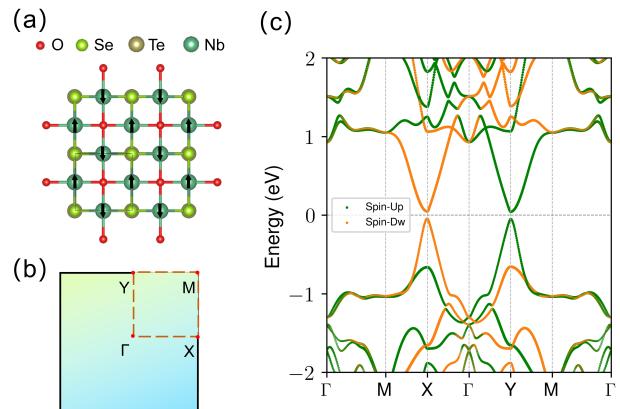 (a)
O Se Te Nb
(b)
Y M
Γ X
(c)
Energy (eV)
2
1
0
−1
−2
Spin-Up
Spin-Dw
Γ M X Γ Y M Γ